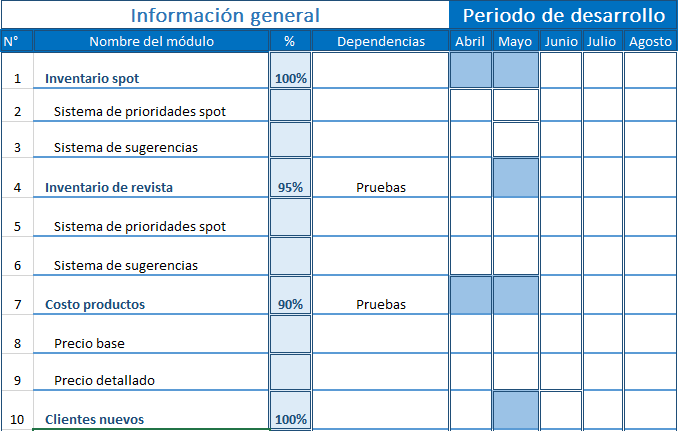 Información general Periodo de desarrollo
N° Nombre del módulo % Dependencias Abril Mayo Junio Julio Agosto
1 Inventario spot 100%
2 Sistema de prioridades spot
3 Sistema de sugerencias
4 Inventario de revista 95% Pruebas
5 Sistema de prioridades spot
6 Sistema de sugerencias
7 Costo productos 90% Pruebas
8 Precio base
9 Precio detallado
10 Clientes nuevos 100%